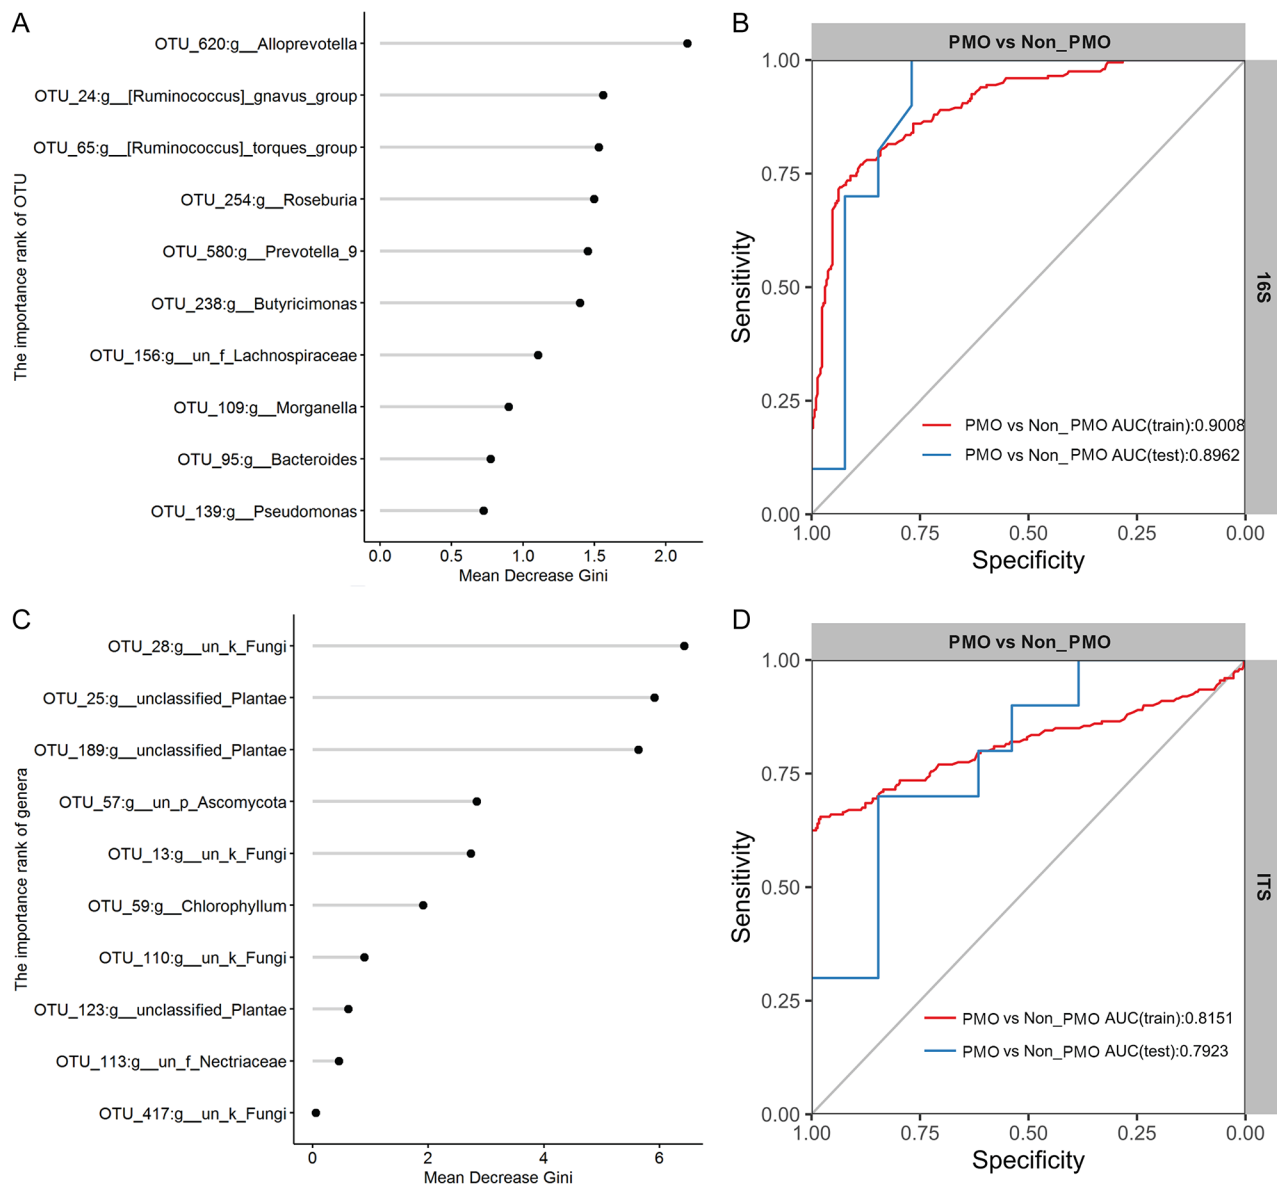 A
The importance rank of OTU
OTU_620:g__Alloprevotella
OTU_24:g__[Ruminococcus]_gnavus_group
OTU_65:g__[Ruminococcus]_torques_group
OTU_254:g__Roseburia
OTU_580:g__Prevotella_9
OTU_238:g__Butyricimonas
OTU_156:g__un_f_Lachnospiraceae
OTU_109:g__Morganella
OTU_95:g__Bacteroides
OTU_139:g__Pseudomonas
0.0 0.5 1.0 1.5 2.0
Mean Decrease Gini
B
PMO vs Non_PMO
16S
Sensitivity
1.00
0.75
0.50
0.25
0.00
PMO vs Non_PMO AUC(train):0.9008
PMO vs Non_PMO AUC(test):0.8962
1.00 0.75 0.50 0.25 0.00
Specificity
C
The importance rank of genera
OTU_28:g__un_k_Fungi
OTU_25:g__unclassified_Plantae
OTU_189:g__unclassified_Plantae
OTU_57:g__un_p_Ascomycota
OTU_13:g__un_k_Fungi
OTU_59:g__Chlorophyllum
OTU_110:g__un_k_Fungi
OTU_123:g__unclassified_Plantae
OTU_113:g__un_f_Nectriaceae
OTU_417:g__un_k_Fungi
0 2 4 6
Mean Decrease Gini
D
PMO vs Non_PMO
ITS
Sensitivity
1.00
0.75
0.50
0.25
0.00
PMO vs Non_PMO AUC(train):0.8151
PMO vs Non_PMO AUC(test):0.7923
1.00 0.75 0.50 0.25 0.00
Specificity